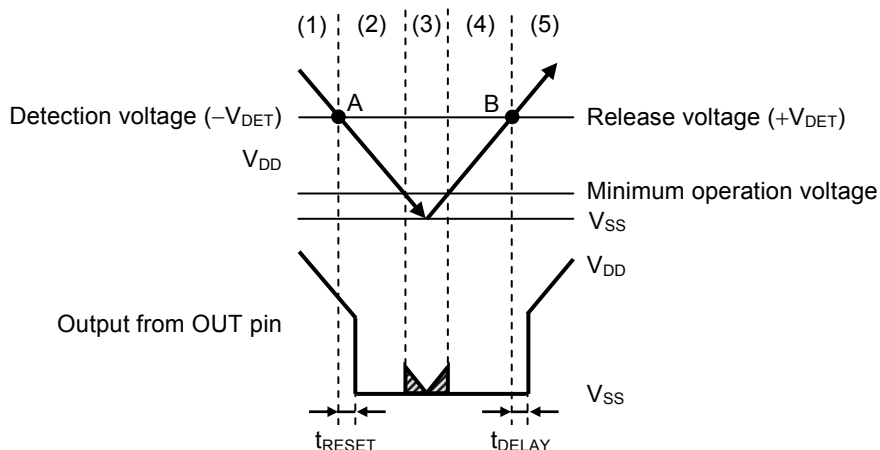 (1) (2) (3) (4) (5)
A B
Detection voltage (−VDET) Release voltage (+VDET)
VDD
Minimum operation voltage
VSS
VDD
Output from OUT pin
VSS
tRESET tDELAY